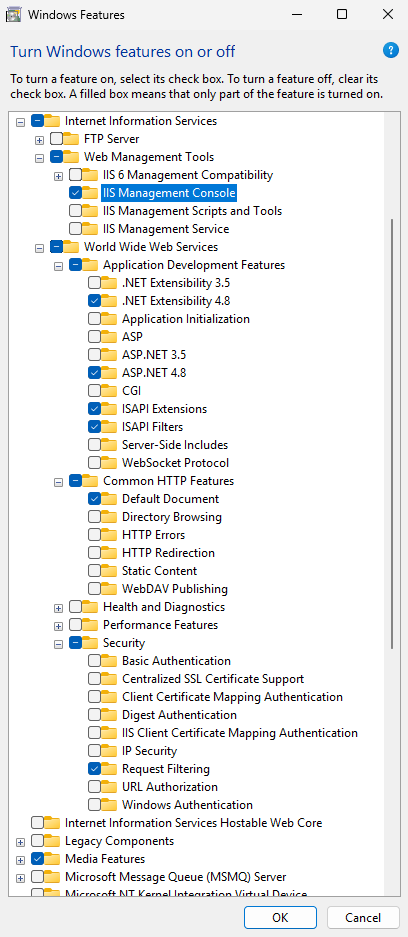 Windows Features
Turn Windows features on or off
To turn a feature on, select its check box. To turn a feature off, clear its
check box. A filled box means that only part of the feature is turned on.
Internet Information Services
FTP Server
Web Management Tools
IIS 6 Management Compatibility
IIS Management Console
IIS Management Scripts and Tools
IIS Management Service
World Wide Web Services
Application Development Features
.NET Extensibility 3.5
.NET Extensibility 4.8
Application Initialization
ASP
ASP.NET 3.5
ASP.NET 4.8
CGI
ISAPI Extensions
ISAPI Filters
Server-Side Includes
WebSocket Protocol
Common HTTP Features
Default Document
Directory Browsing
HTTP Errors
HTTP Redirection
Static Content
WebDAV Publishing
Health and Diagnostics
Performance Features
Security
Basic Authentication
Centralized SSL Certificate Support
Client Certificate Mapping Authentication
Digest Authentication
IIS Client Certificate Mapping Authentication
IP Security
Request Filtering
URL Authorization
Windows Authentication
Internet Information Services Hostable Web Core
Legacy Components
Media Features
Microsoft Message Queue (MSMQ) Server
Microsoft NT Kernel Integration Virtual Device
OK
Cancel